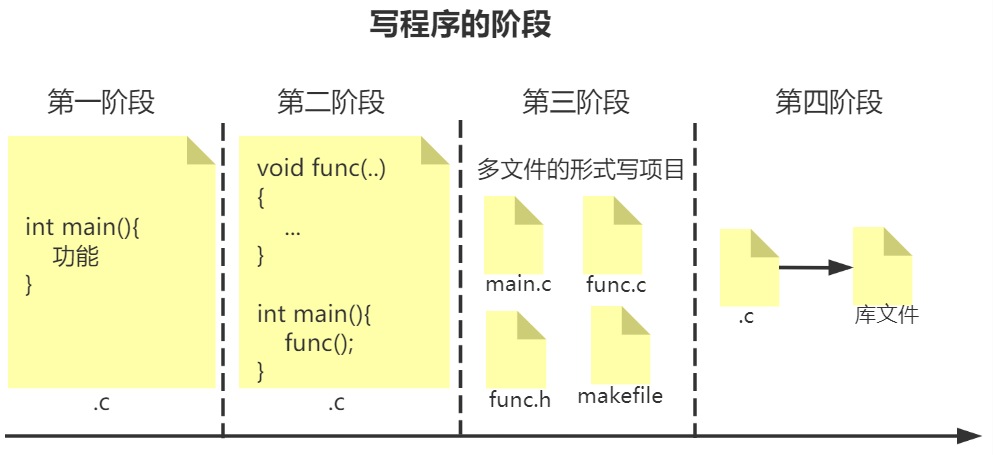 写程序的阶段
第一阶段
int main(){
功能
}
.c
第二阶段
void func(..)
{
...
}
int main(){
func();
}
.c
第三阶段
多文件的形式写项目
main.c
func.c
func.h
makefile
第四阶段
.c
库文件